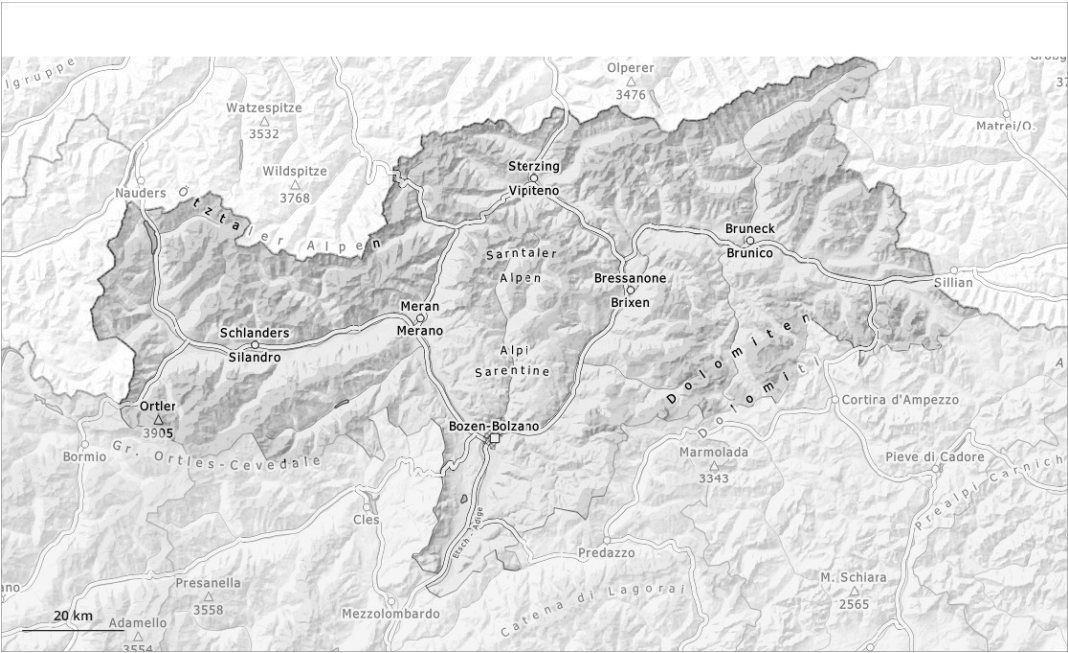 lgruppe
Olperer
3476
Watzespitze
3532
Matrei/O.
Sterzing
Vipiteno
Wildspitze
3768
Nauders
Ötztaler Alpen
Bruneck
Brunico
Sarntaler
Alpen
Bressanone
Brixen
Sillian
Meran
Merano
Schlanders
Silandro
Alpi
Sarentine
Dolomiten
Dolomiti
Ortler
3905
Cortina d'Ampezzo
Bozen-Bolzano
Gr. Ortles-Cevedale
Bormio
Marmolada
3343
Pieve di Cadore
Prealpi Carnich
Cles
Etsch - Adige
Predazzo
Presanella
3558
M. Schiara
2565
Catena di Lagorai
Mezzolombardo
ano
20 km
Adamello
3554